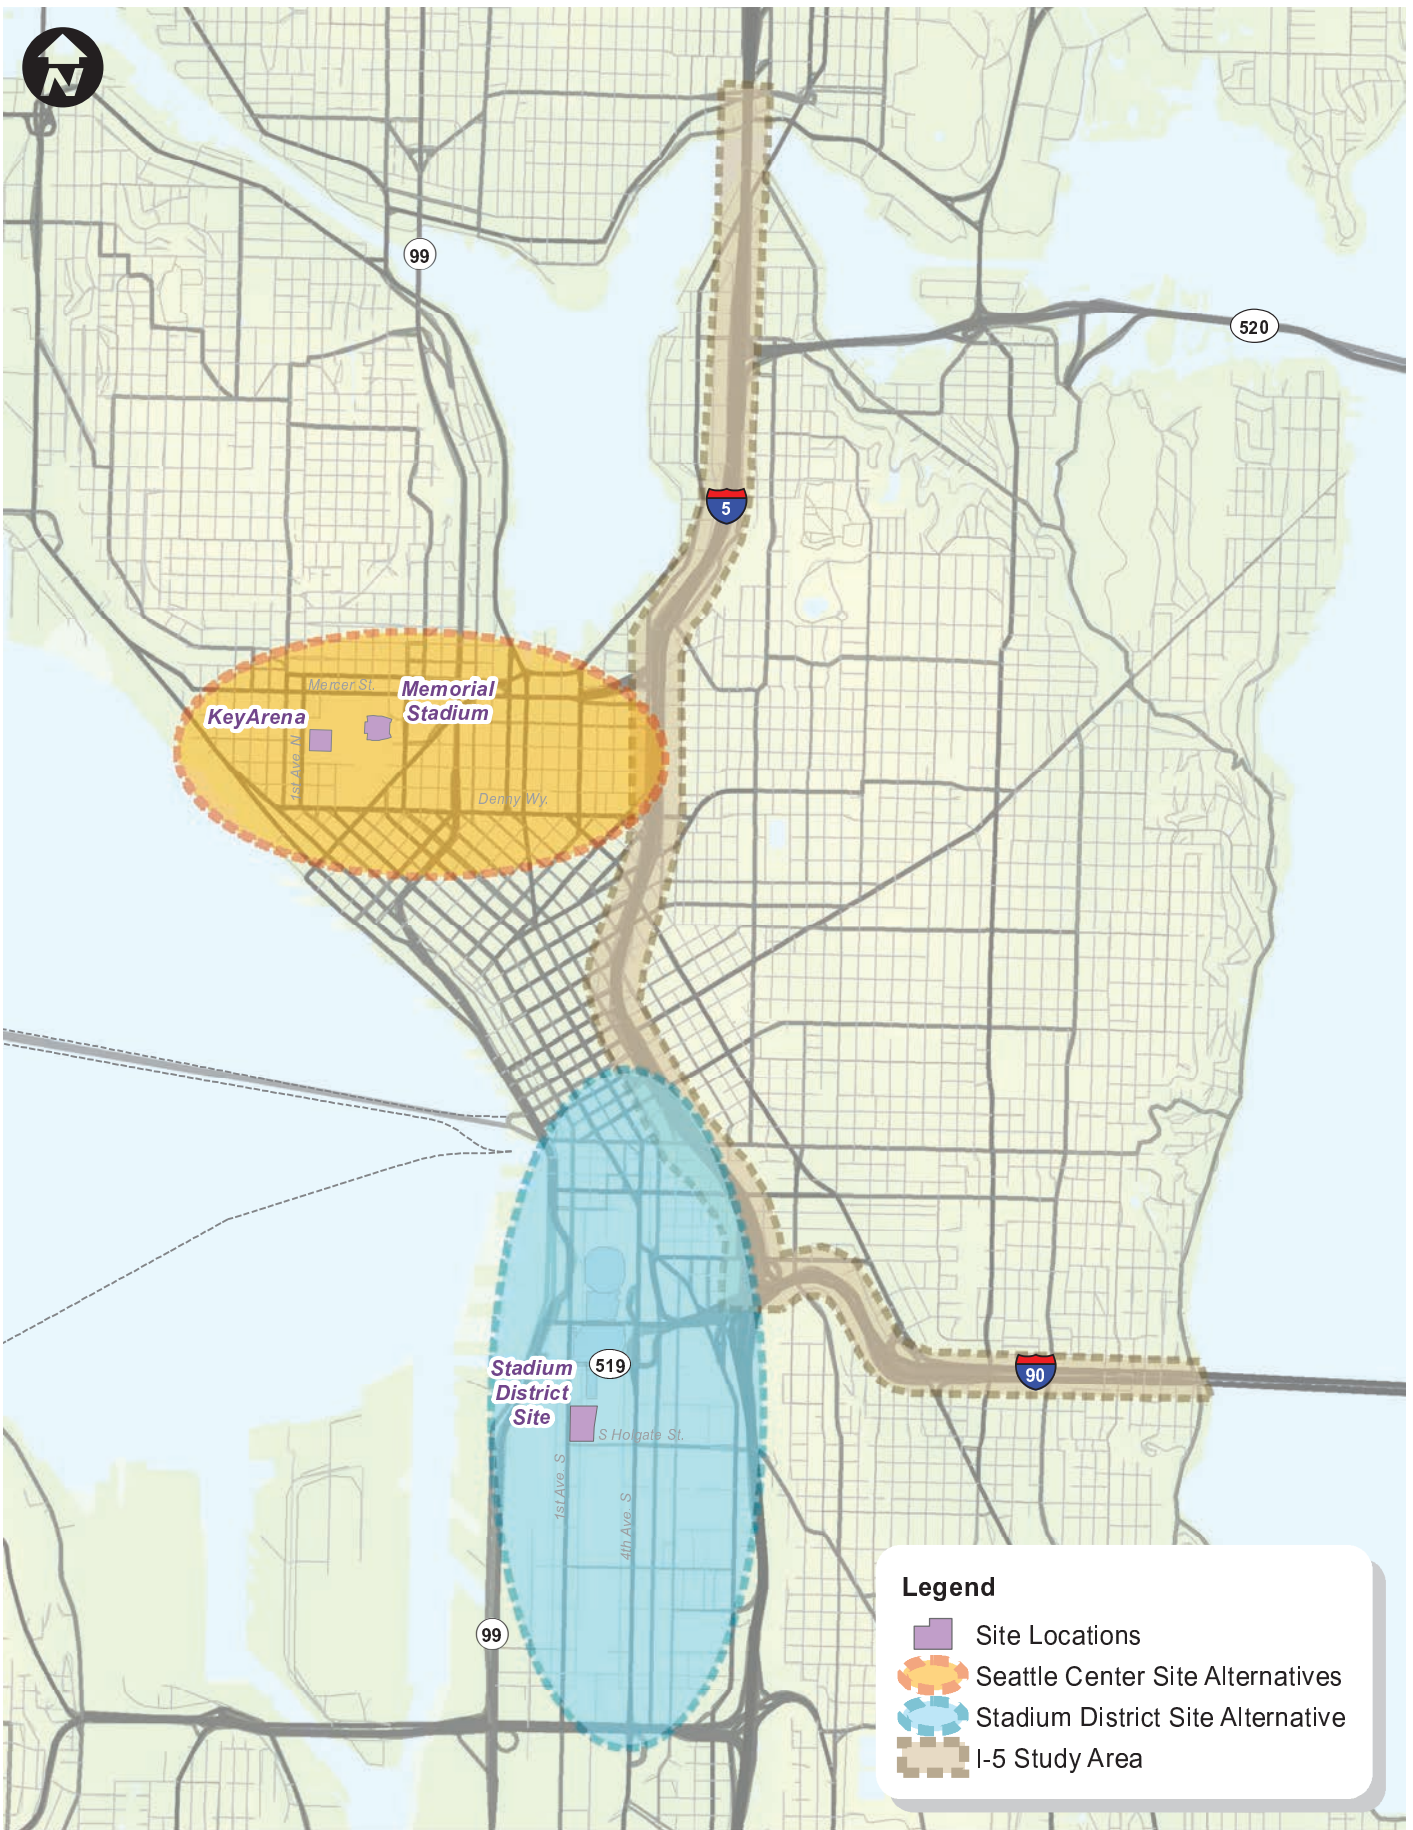 N
99
520
5
Mercer St.
Memorial
Stadium
KeyArena
1st Ave. N
Denny Wy.
Stadium
District
Site
519
S Holgate St.
1st Ave. S
4th Ave. S
90
99
Legend
Site Locations
Seattle Center Site Alternatives
Stadium District Site Alternative
I-5 Study Area